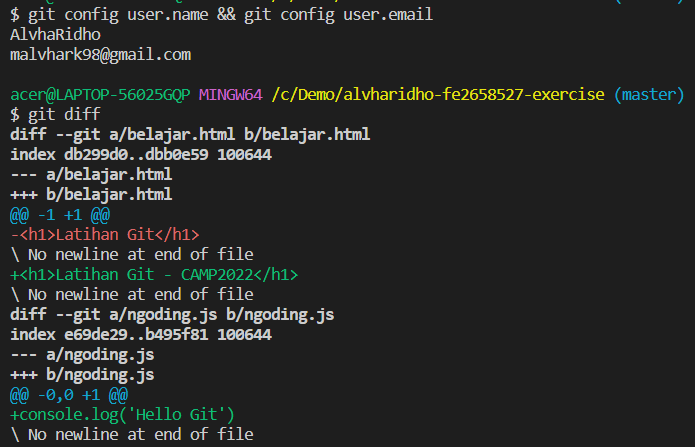 $ git config user.name && git config user.email
AlvhaRidho
malvhark98@gmail.com
acer@LAPTOP-56025GQP MINGW64 /c/Demo/alvharidho-fe2658527-exercise (master)
$ git diff
diff --git a/belajar.html b/belajar.html
index db299d0..dbb0e59 100644
--- a/belajar.html
+++ b/belajar.html
@@ -1 +1 @@
-<h1>Latihan Git</h1>
\ No newline at end of file
+<h1>Latihan Git - CAMP2022</h1>
\ No newline at end of file
diff --git a/ngoding.js b/ngoding.js
index e69de29..b495f81 100644
--- a/ngoding.js
+++ b/ngoding.js
@@ -0,0 +1 @@
+console.log('Hello Git')
\ No newline at end of file